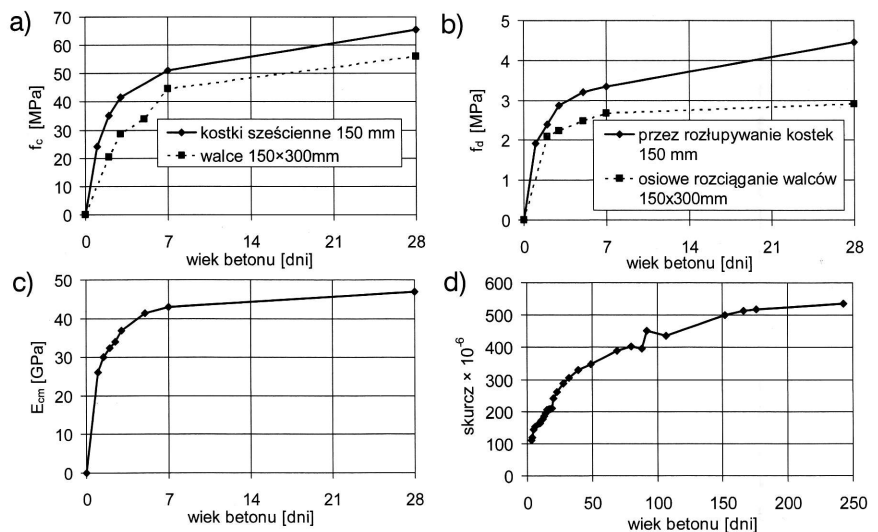 a)
70
60
50
40
30
20
10
0
f_c [MPa]
kostki sześcienne 150 mm
walce 150×300mm
0 7 14 21 28
wiek betonu [dni]
b)
5
4
3
2
1
0
f_d [MPa]
przez rozłupywanie kostek
150 mm
osiowe rozciąganie walców
150x300mm
0 7 14 21 28
wiek betonu [dni]
c)
50
40
30
20
10
0
E_cm [GPa]
0 7 14 21 28
wiek betonu [dni]
d)
600
500
400
300
200
100
0
skurcz × 10⁻⁶
0 50 100 150 200 250
wiek betonu [dni]